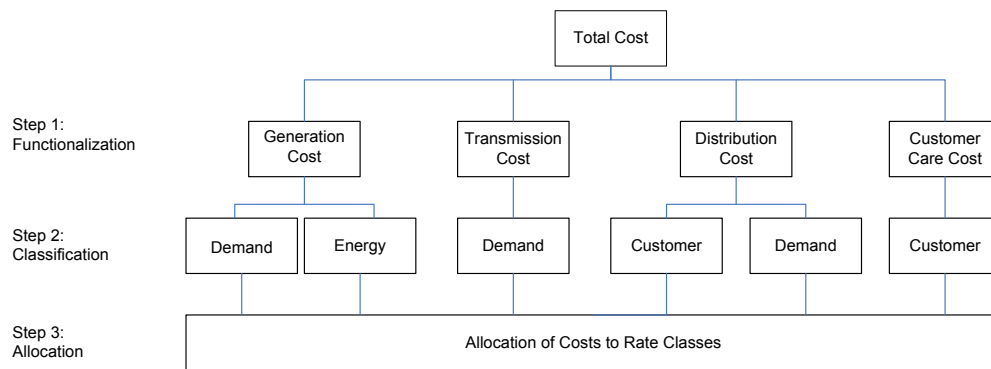 Total Cost
Step 1:
Functionalization
Generation
Cost
Transmission
Cost
Distribution
Cost
Customer
Care Cost
Step 2:
Classification
Demand
Energy
Demand
Customer
Demand
Customer
Step 3:
Allocation
Allocation of Costs to Rate Classes